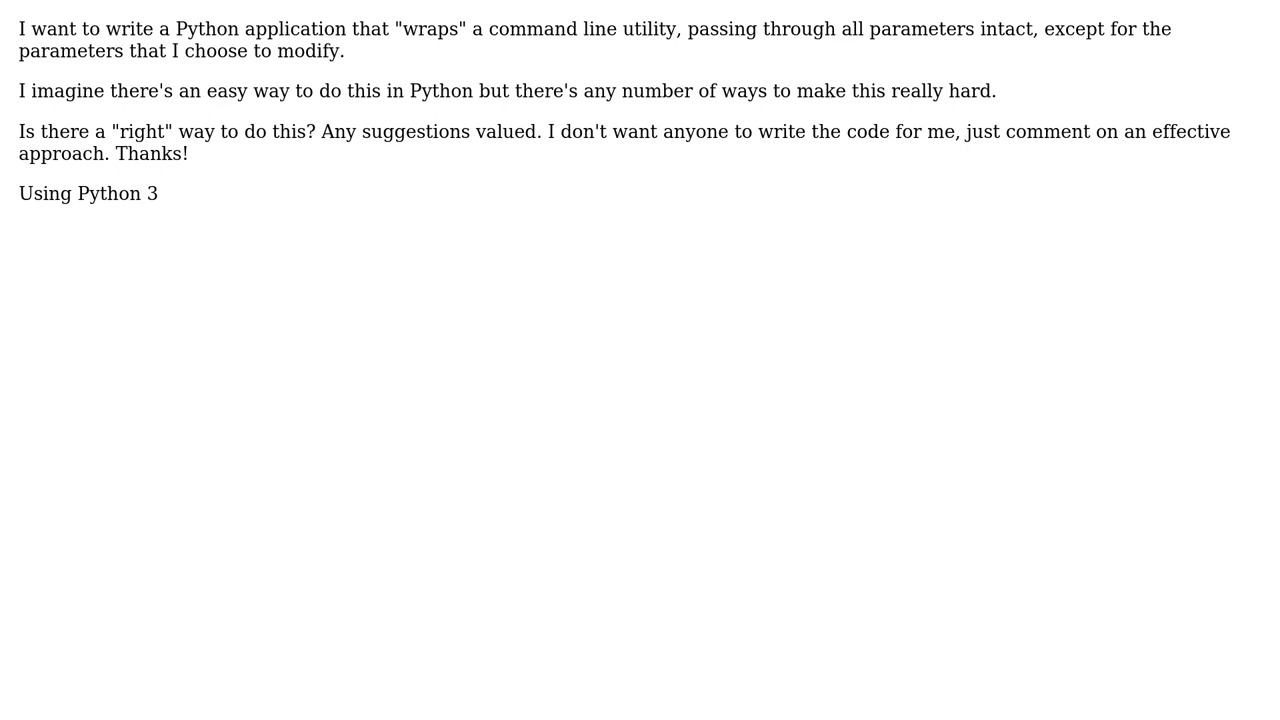 I want to write a Python application that "wraps" a command line utility, passing through all parameters intact, except for the
parameters that I choose to modify.
I imagine there's an easy way to do this in Python but there's any number of ways to make this really hard.
Is there a "right" way to do this? Any suggestions valued. I don't want anyone to write the code for me, just comment on an effective
approach. Thanks!
Using Python 3